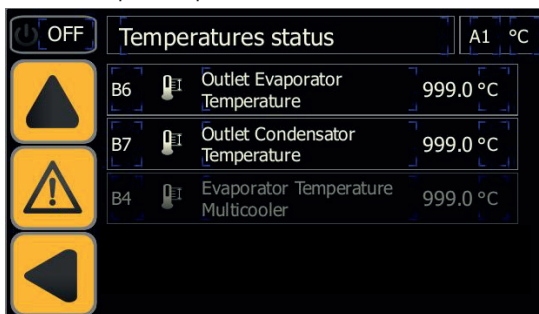 OFF
Temperatures status
A1 °C
B6
Outlet Evaporator
Temperature
999.0 °C
B7
Outlet Condensator
Temperature
999.0 °C
B4
Evaporator Temperature
Multicooler
999.0 °C